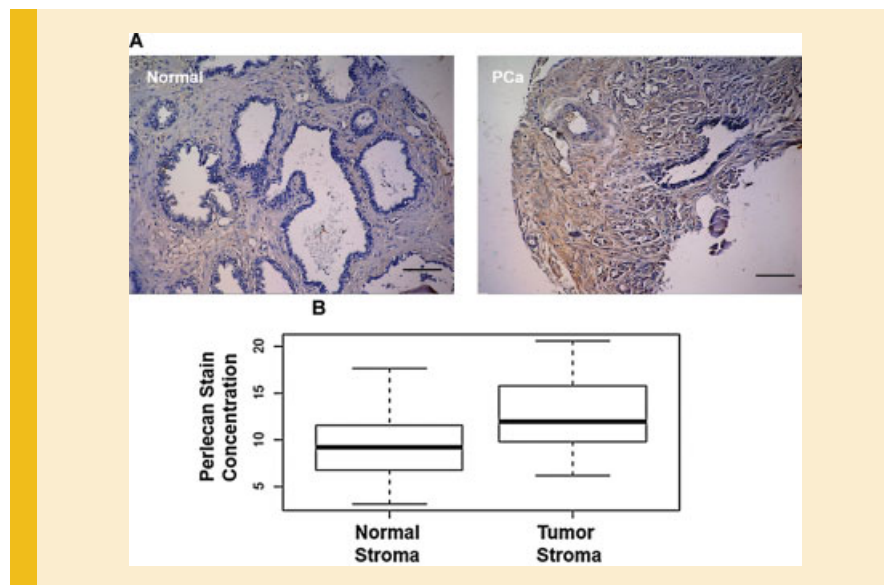 A
Normal
PCa
B
Perlecan Stain
Concentration
20
15
10
5
Normal
Stroma
Tumor
Stroma